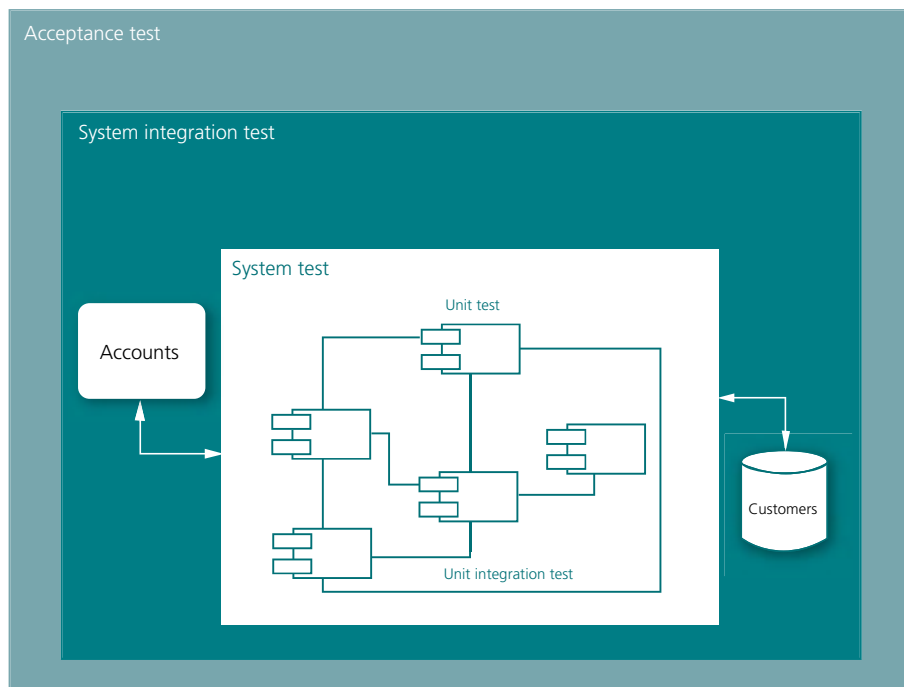 Acceptance test
System integration test
System test
Unit test
Accounts
Customers
Unit integration test